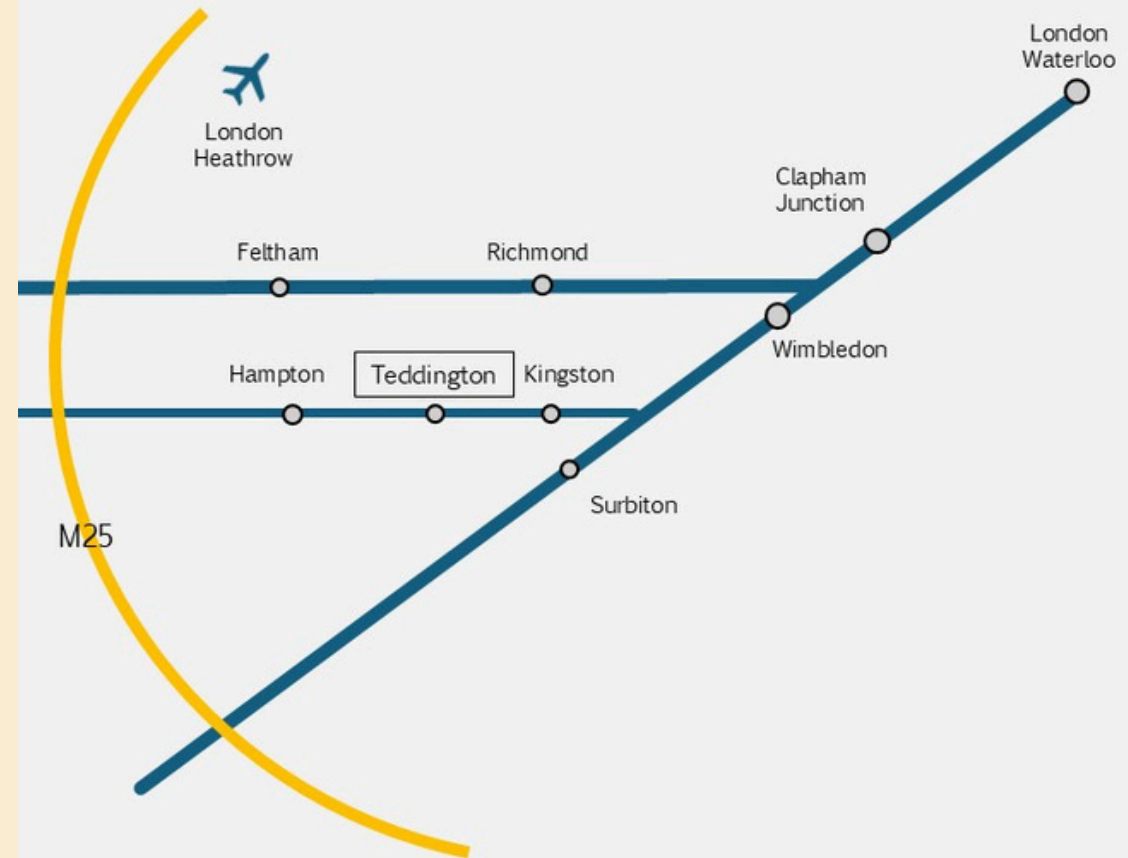 London
Waterloo
London
Heathrow
Clapham
Junction
Feltham
Richmond
Wimbledon
Hampton
Teddington
Kingston
Surbiton
M25